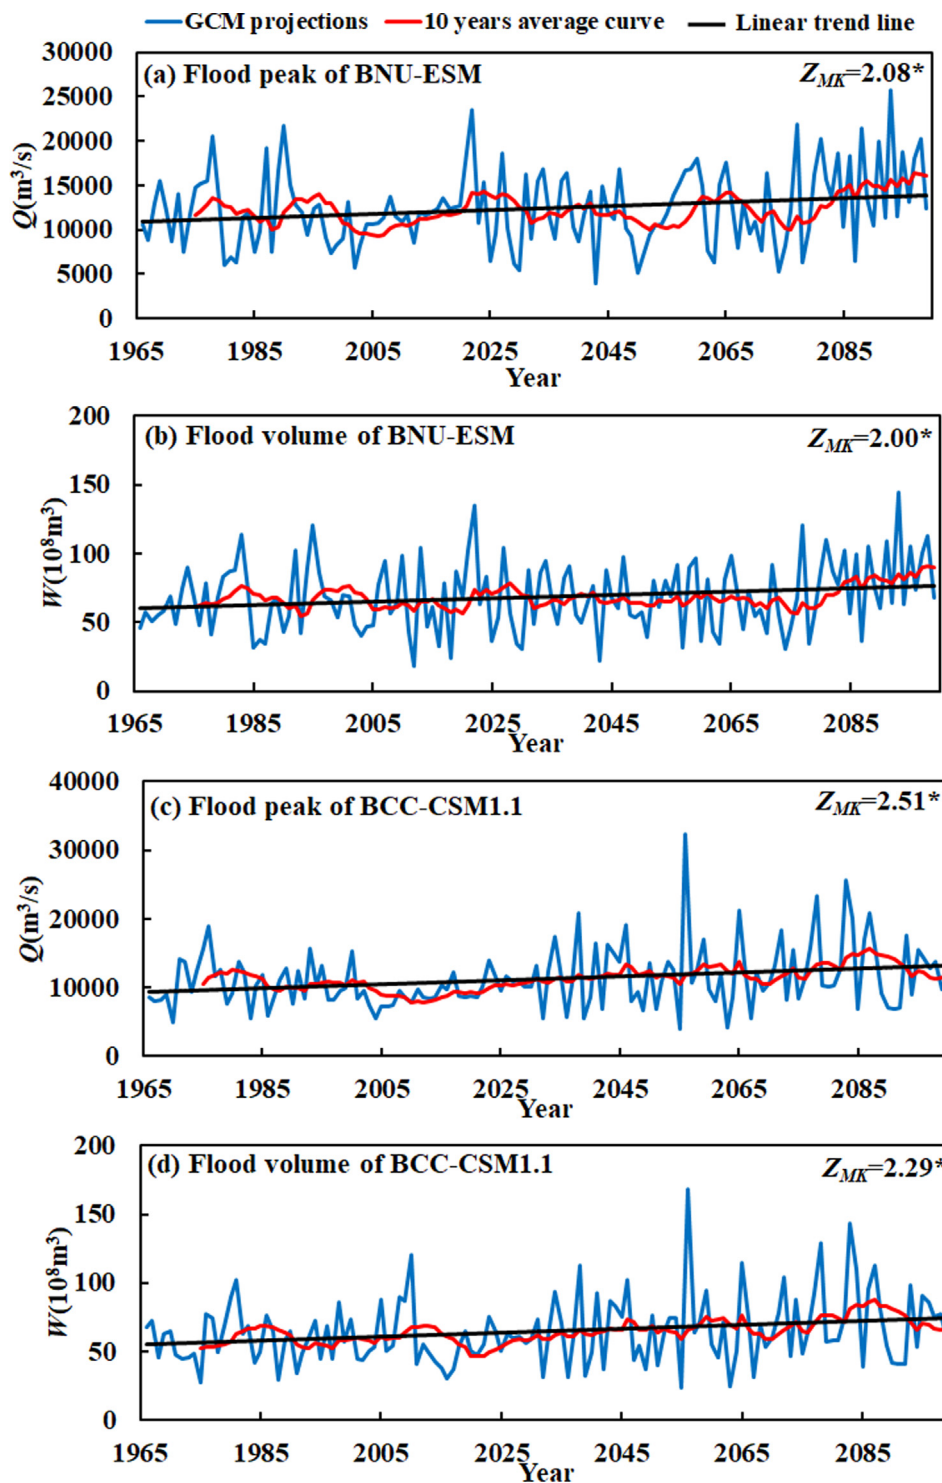 GCM projections 10 years average curve Linear trend line
(a) Flood peak of BNU-ESM
Z_MK=2.08*
Q(m³/s)
30000
25000
20000
15000
10000
5000
0
1965 1985 2005 2025 2045 2065 2085
Year
(b) Flood volume of BNU-ESM
Z_MK=2.00*
W(10⁸m³)
200
150
100
50
0
1965 1985 2005 2025 2045 2065 2085
Year
(c) Flood peak of BCC-CSM1.1
Z_MK=2.51*
Q(m³/s)
40000
30000
20000
10000
0
1965 1985 2005 2025 2045 2065 2085
Year
(d) Flood volume of BCC-CSM1.1
Z_MK=2.29*
W(10⁸m³)
200
150
100
50
0
1965 1985 2005 2025 2045 2065 2085
Year